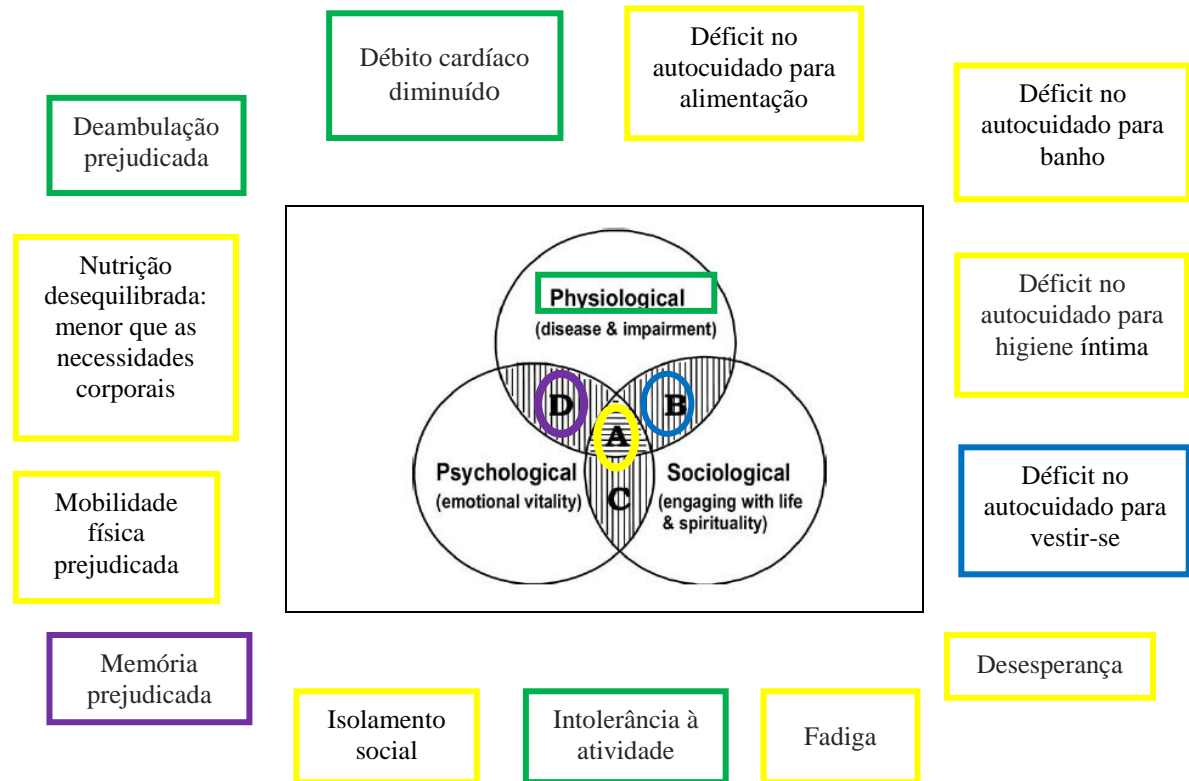 Débito cardíaco
diminuído
Déficit no
autocuidado para
alimentação
Déficit no
autocuidado para
banho
Deambulação
prejudicada
Nutrição
desequilibrada:
menor que as
necessidades
corporais
Physiological
(disease & impairment)
D
B
A
Psychological
(emotional vitality)
C
Sociological
(engaging with life
& spirituality)
Déficit no
autocuidado para
higiene íntima
Mobilidade
física
prejudicada
Déficit no
autocuidado para
vestir-se
Memória
prejudicada
Isolamento
social
Intolerância à
atividade
Fadiga
Desesperança